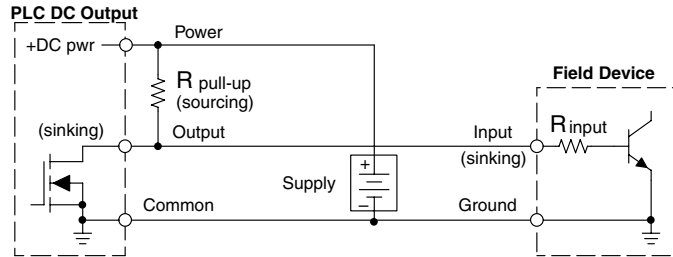 PLC DC Output
+DC pwr
Power
R pull-up
(sourcing)
Field Device
(sinking)
Output
Input
(sinking)
R input
Supply
+
–
Common
Ground